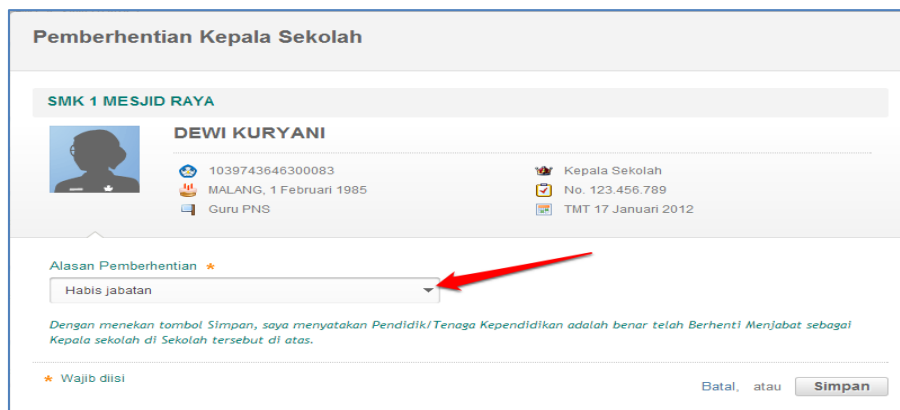 Pemberhentian Kepala Sekolah
SMK 1 MESJID RAYA
DEWI KURYANI
1039743646300083
Kepala Sekolah
MALANG, 1 Februari 1985
No. 123.456.789
Guru PNS
TMT 17 Januari 2012
Alasan Pemberhentian *
Habis jabatan
Dengan menekan tombol Simpan, saya menyatakan Pendidik/Tenaga Kependidikan adalah benar telah Berhenti Menjabat sebagai
Kepala sekolah di Sekolah tersebut di atas.
* Wajib diisi
Batal, atau Simpan